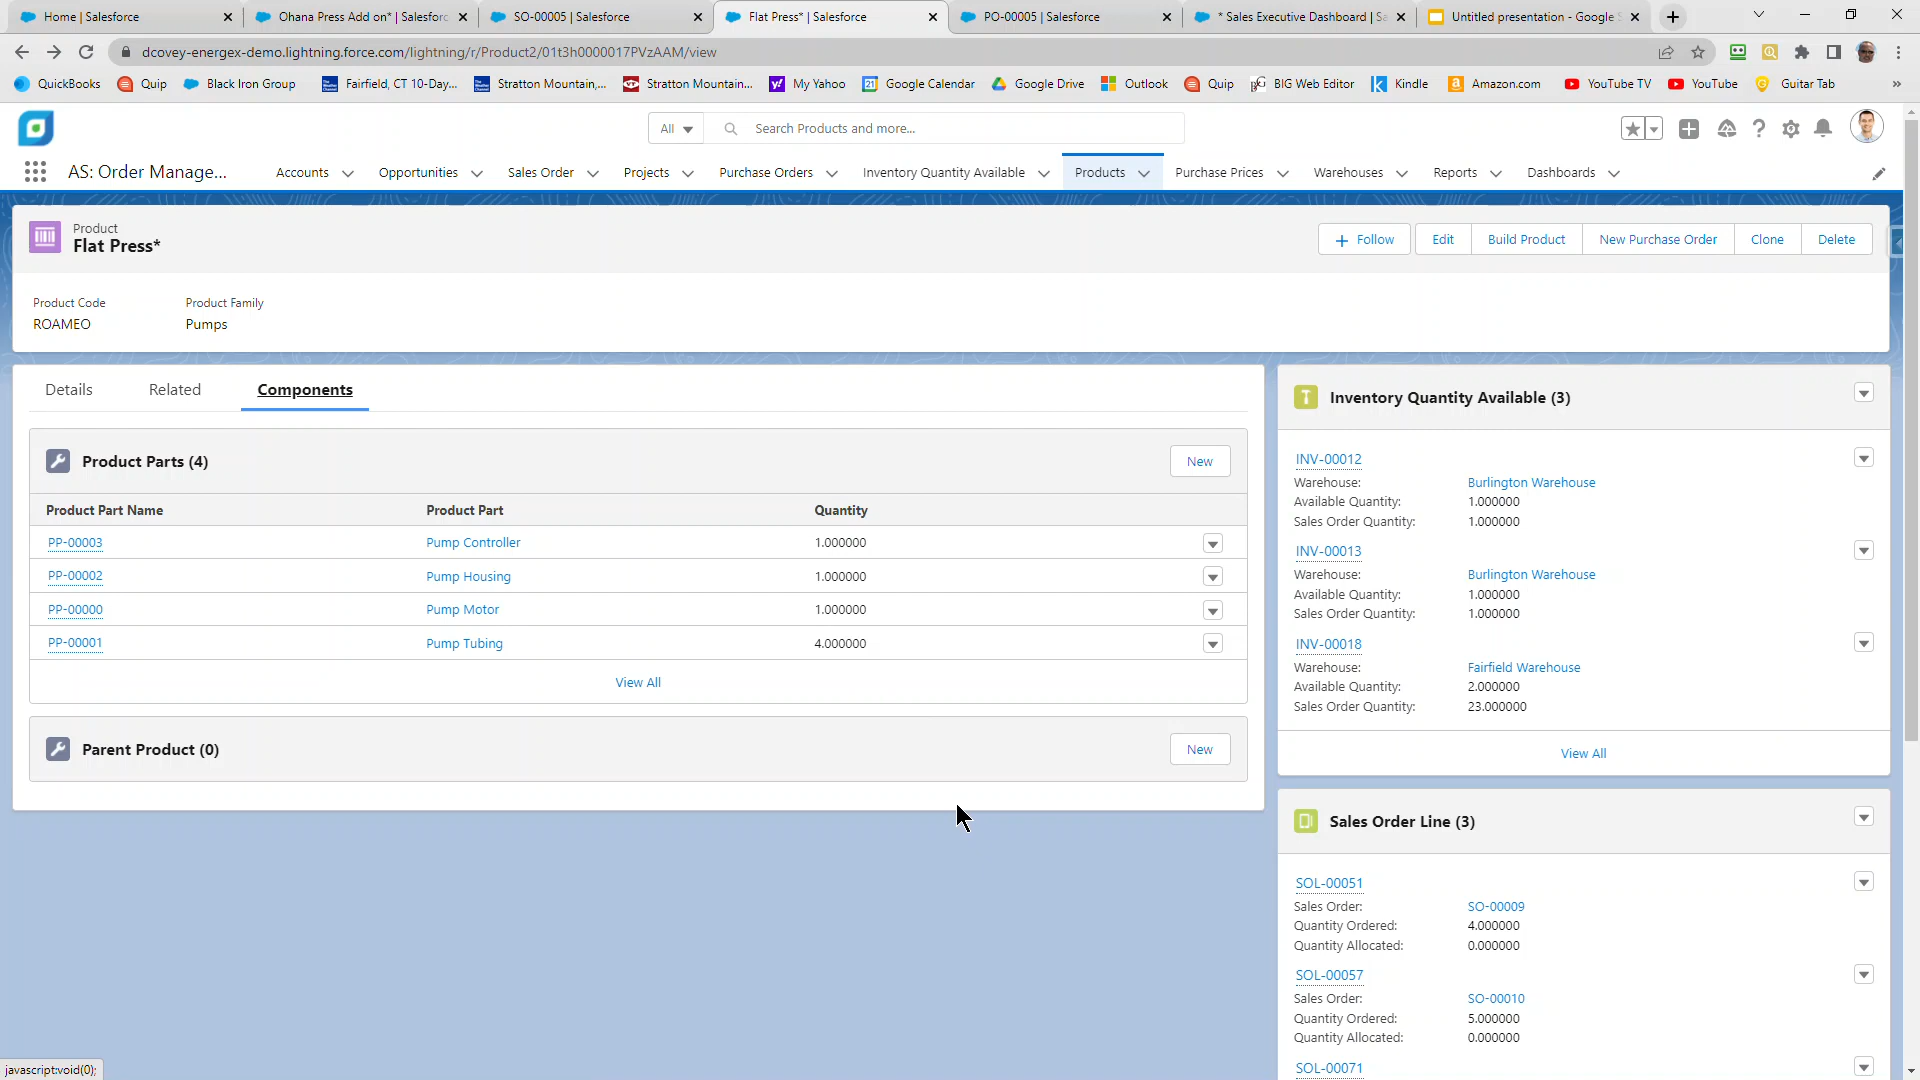 Home | Salesforce
Ohana Press Add on* | Salesforc
SO-00005 | Salesforce
Flat Press* | Salesforce
PO-00005 | Salesforce
* Sales Executive Dashboard | Sa
Untitled presentation - Google S
dcovey-energex-demo.lightning.force.com/lightning/r/Product2/01t3h0000017PVzAAM/view
QuickBooks
Quip
Black Iron Group
Fairfield, CT 10-Day...
Stratton Mountain,...
Stratton Mountain...
My Yahoo
Google Calendar
Google Drive
Outlook
Quip
BIG Web Editor
Kindle
Amazon.com
YouTube TV
YouTube
Guitar Tab
»
All
Search Products and more...
AS: Order Manage...
Accounts
Opportunities
Sales Order
Projects
Purchase Orders
Inventory Quantity Available
Products
Purchase Prices
Warehouses
Reports
Dashboards
Product
Flat Press*
+ Follow
Edit
Build Product
New Purchase Order
Clone
Delete
Product Code
ROAMEO
Product Family
Pumps
Details
Related
Components
Product Parts (4)
New
Product Part Name
Product Part
Quantity
PP-00003
Pump Controller
1.000000
PP-00002
Pump Housing
1.000000
PP-00000
Pump Motor
1.000000
PP-00001
Pump Tubing
4.000000
View All
Parent Product (0)
New
Inventory Quantity Available (3)
INV-00012
Warehouse: Burlington Warehouse
Available Quantity: 1.000000
Sales Order Quantity: 1.000000
INV-00013
Warehouse: Burlington Warehouse
Available Quantity: 1.000000
Sales Order Quantity: 1.000000
INV-00018
Warehouse: Fairfield Warehouse
Available Quantity: 2.000000
Sales Order Quantity: 23.000000
View All
Sales Order Line (3)
SOL-00051
Sales Order: SO-00009
Quantity Ordered: 4.000000
Quantity Allocated: 0.000000
SOL-00057
Sales Order: SO-00010
Quantity Ordered: 5.000000
Quantity Allocated: 0.000000
SOL-00071
javascript:void(0);